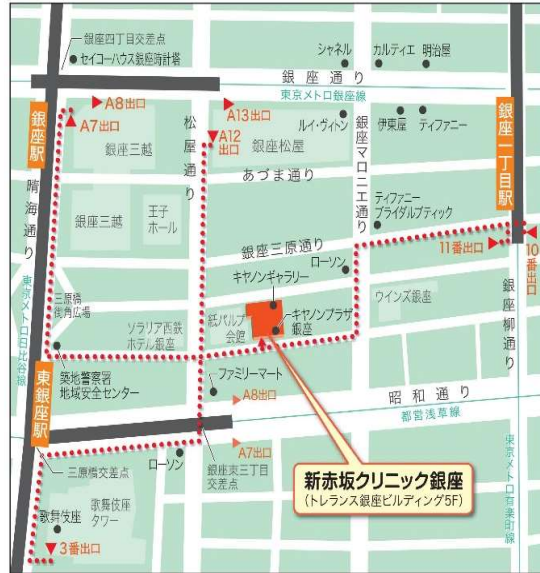 銀座四丁目交差点
セイコーハウス銀座時計塔
シャネル
カルティエ
明治屋
銀座通り
東京メトロ銀座線
銀座駅
A8出口
A7出口
銀座三越
松屋通り
A13出口
A12
出口
銀座松屋
ルイ・ヴィトン
伊東屋
ティファニー
銀座マロニエ通り
銀座一丁目駅
あづま通り
晴海通り
銀座三越
王子
ホール
ティファニー
ブライダルブティック
銀座三原通り
11番出口
10番出口
ローソン
キヤノンギャラリー
三原橋
街角広場
東京メトロ日比谷線
ソラリア西鉄
ホテル銀座
紙パルプ
会館
キヤノンプラザ
銀座
ウインズ銀座
銀座柳通り
築地警察署
地域安全センター
ファミリーマート
A8出口
昭和通り
都営浅草線
東銀座駅
A7出口
三原橋交差点
ローソン
銀座東三丁目
交差点
新赤坂クリニック銀座
(トレランス銀座ビルディング5F)
東京メトロ有楽町線
歌舞伎座
歌舞伎座
タワー
3番出口